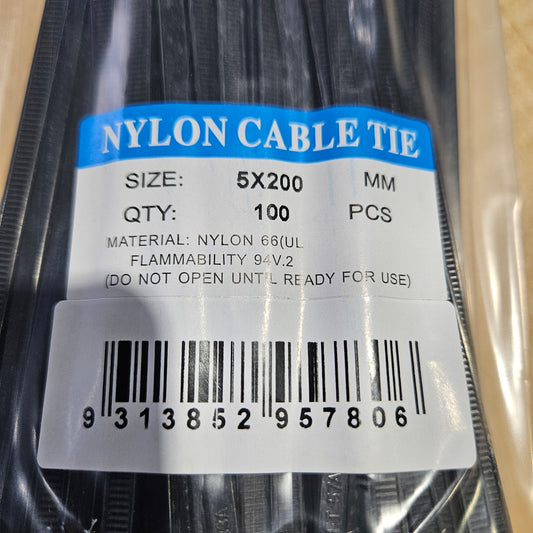 NYLON CABLE TIE
SIZE: 5X200 MM
QTY: 100 PCS
MATERIAL: NYLON 66(UL
FLAMMABILITY 94V.2
(DO NOT OPEN UNTIL READY FOR USE)
9 313852 957806